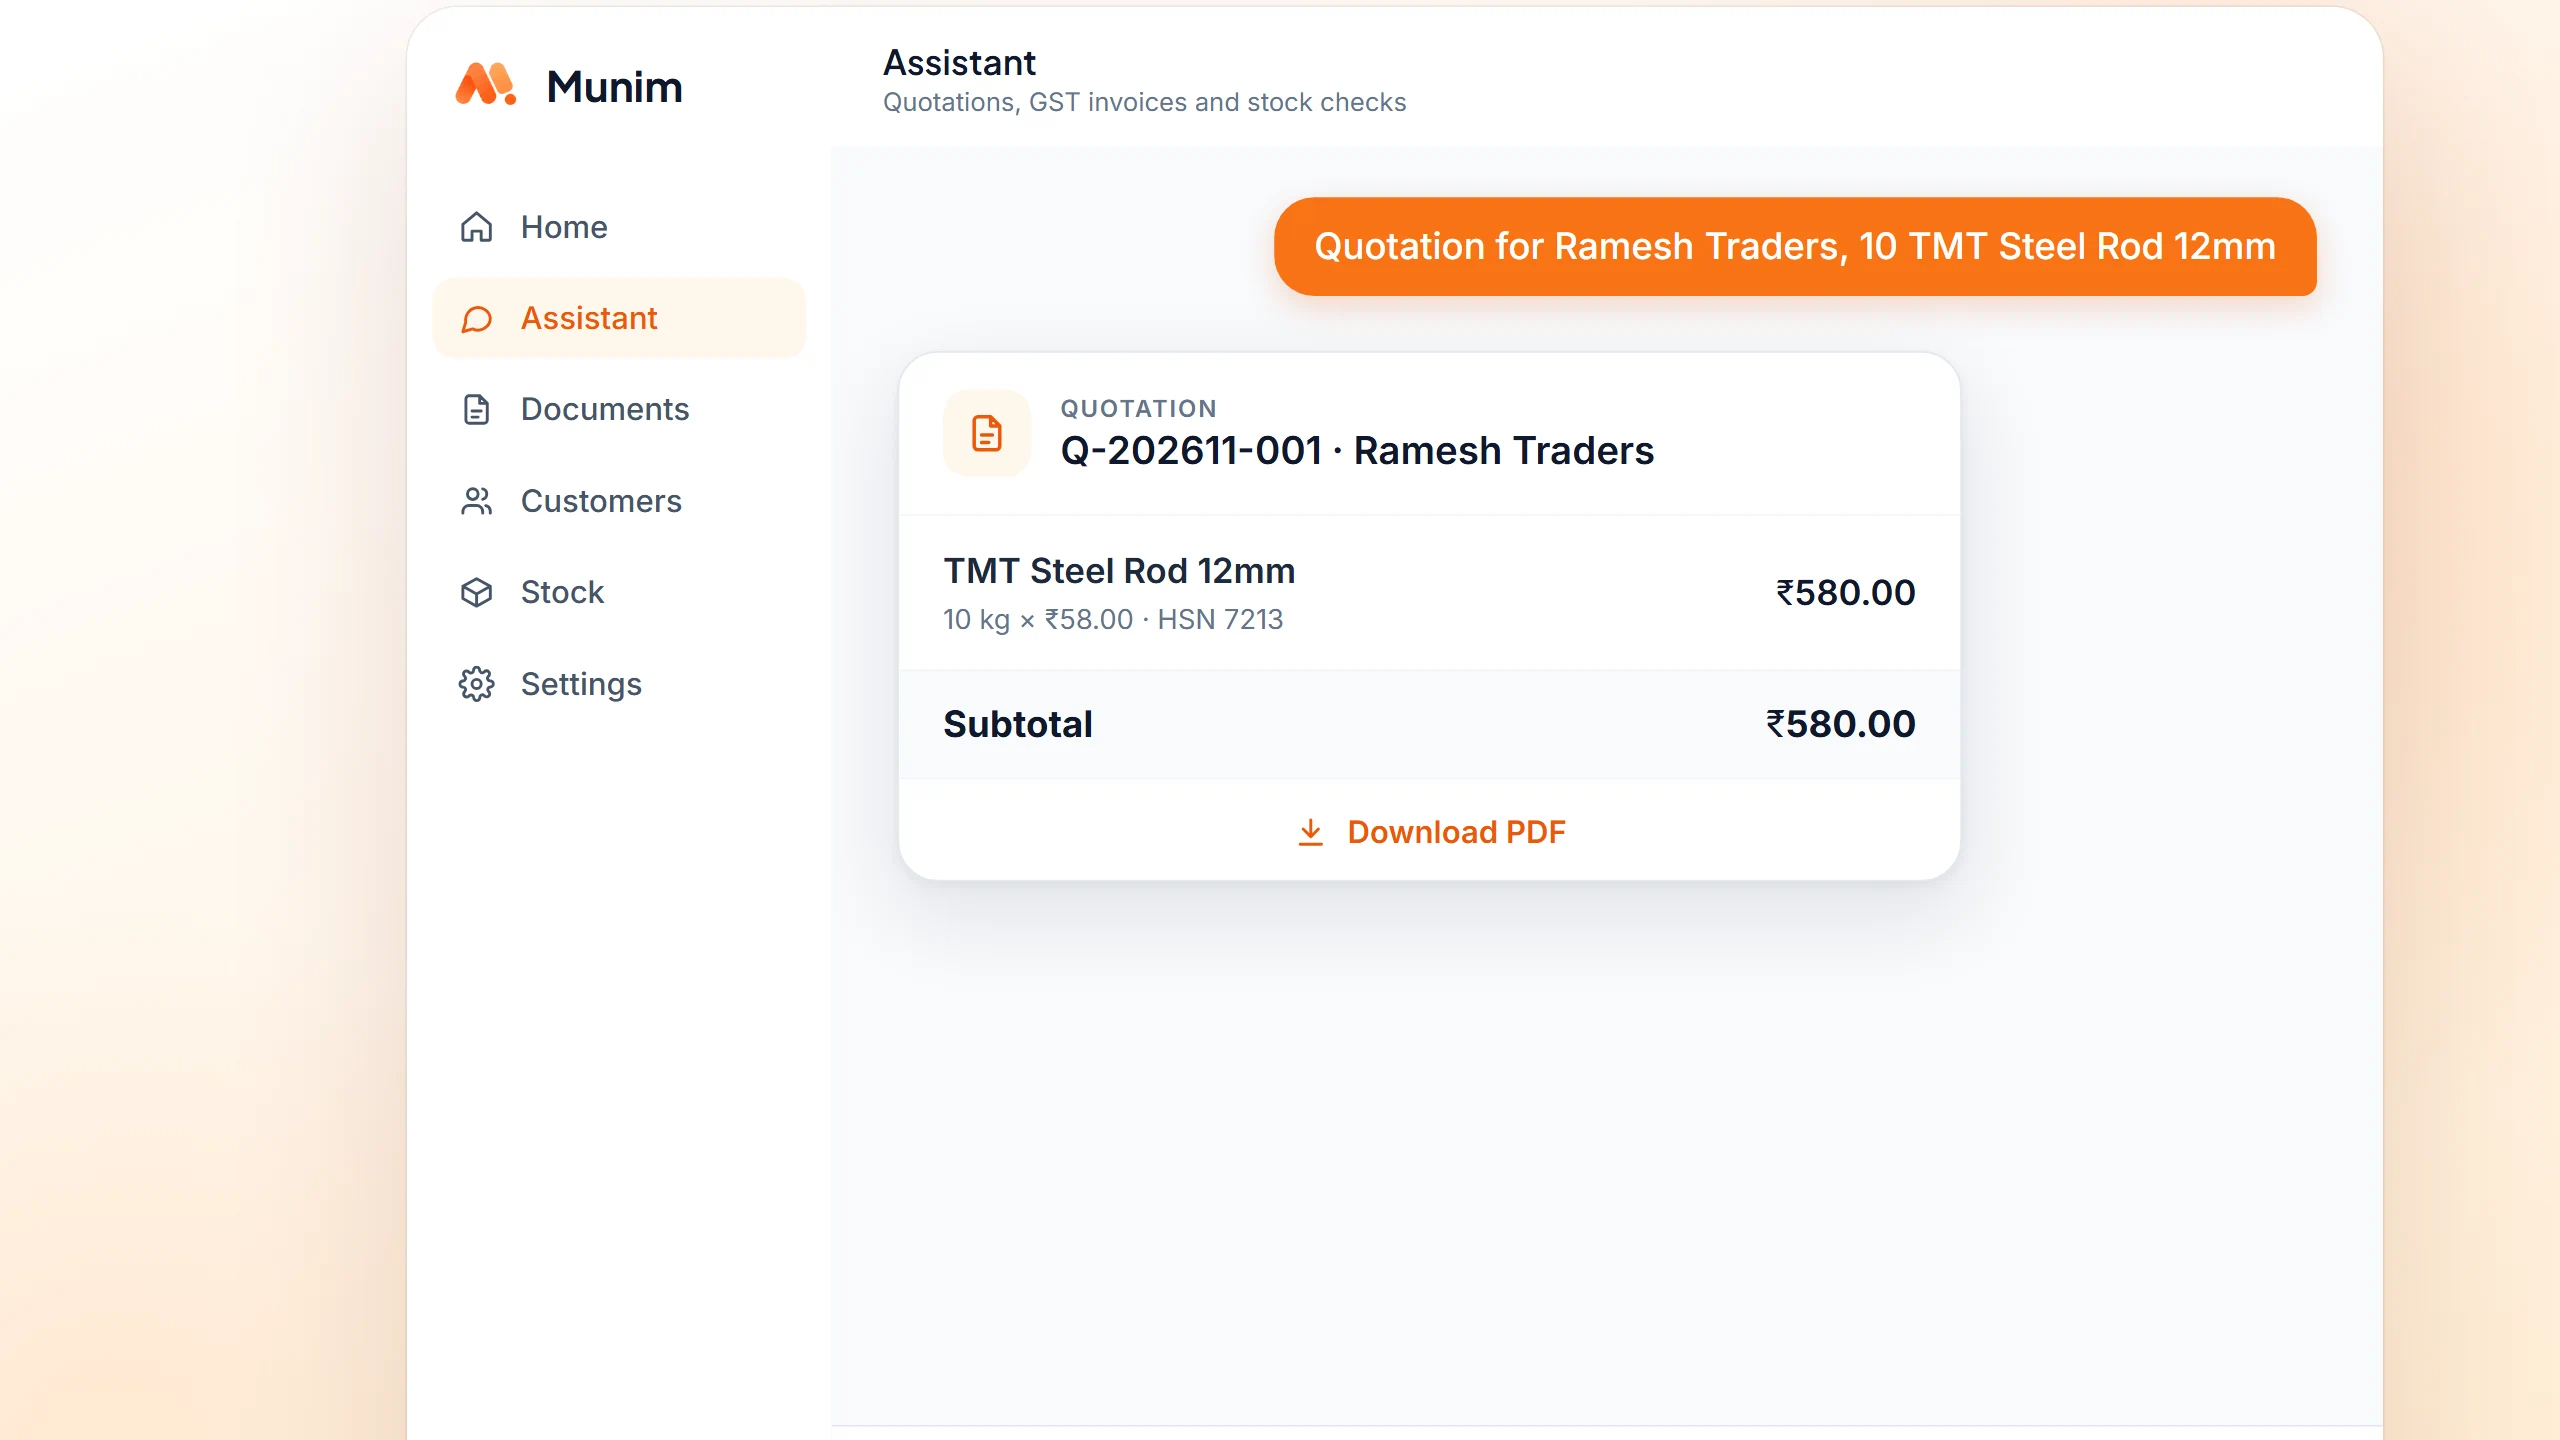 Munim
Home
Assistant
Documents
Customers
Stock
Settings
Assistant
Quotations, GST invoices and stock checks
Quotation for Ramesh Traders, 10 TMT Steel Rod 12mm
QUOTATION
Q-202611-001 · Ramesh Traders
TMT Steel Rod 12mm
10 kg × ₹58.00 · HSN 7213
₹580.00
Subtotal
₹580.00
Download PDF